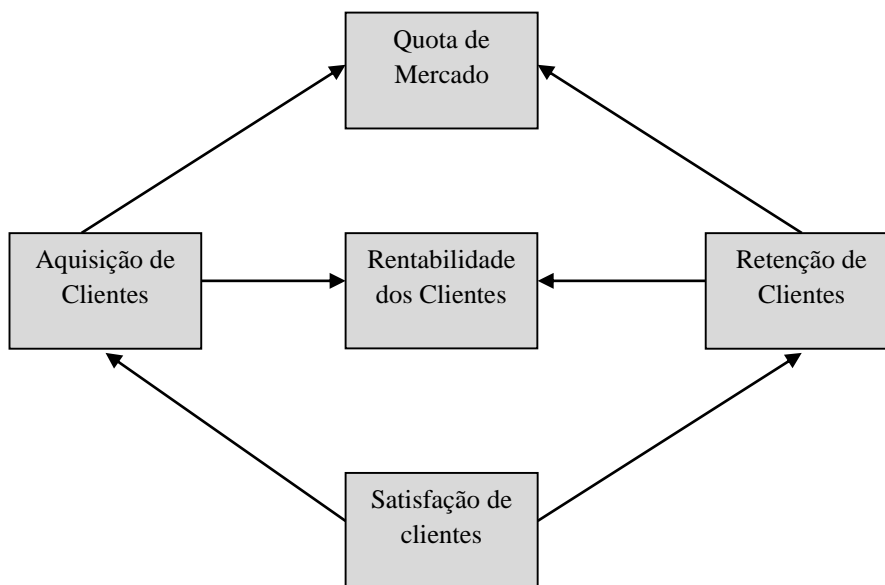 Quota de
Mercado
Aquisição de
Clientes
Rentabilidade
dos Clientes
Retenção de
Clientes
Satisfação de
clientes